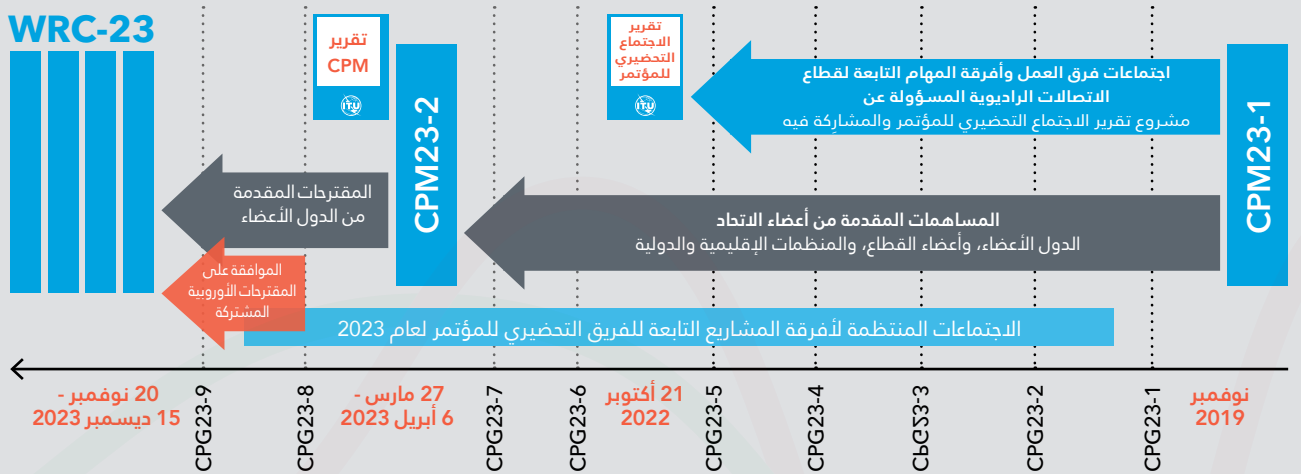 WRC-23
تقرير
CPM
ITU
CPM23-2
تقرير
الاجتماع
التحضيري
للمؤتمر
ITU
اجتماعات فرق العمل وأفرقة المهام التابعة لقطاع
الاتصالات الراديوية المسؤولة عن
مشروع تقرير الاجتماع التحضيري للمؤتمر والمشاركة فيه
CPM23-1
المقترحات المقدمة
من الدول الأعضاء
المساهمات المقدمة من أعضاء الاتحاد
الدول الأعضاء، وأعضاء القطاع، والمنظمات الإقليمية والدولية
الموافقة على
المقترحات الأوروبية
المشتركة
الاجتماعات المنتظمة لأفرقة المشاريع التابعة للفريق التحضيري للمؤتمر لعام 2023
نوفمبر
2019
CPG23-1
CPG23-2
CPG23-3
CPG23-4
CPG23-5
21 أكتوبر
2022
CPG23-6
CPG23-7
27 مارس -
6 أبريل 2023
CPG23-8
CPG23-9
20 نوفمبر -
15 ديسمبر 2023